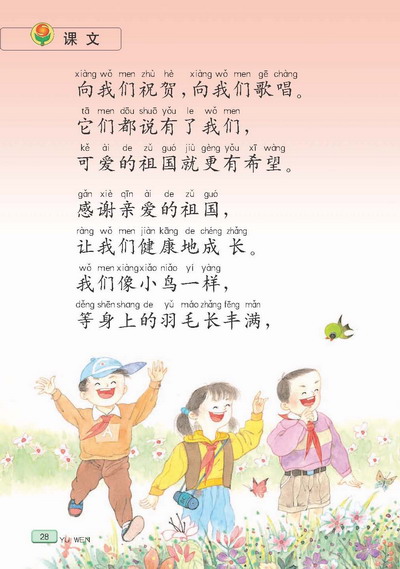 课文
xiàng wǒ men zhù hè xiàng wǒ men gē chàng
向我们祝贺,向我们歌唱。
tā men dōu shuō yǒu le wǒ men
它们都说有了我们,
kě ài de zǔ guó jiù gèng yǒu xī wàng
可爱的祖国就更有希望。
gǎn xiè qīn ài de zǔ guó
感谢亲爱的祖国,
ràng wǒ men jiàn kāng de chéng zhǎng
让我们健康地成长。
wǒ men xiàng xiǎo niǎo yí yàng
我们像小鸟一样,
děng shēn shang de yǔ máo zhǎng fēng mǎn
等身上的羽毛长丰满,
28
YU WEN